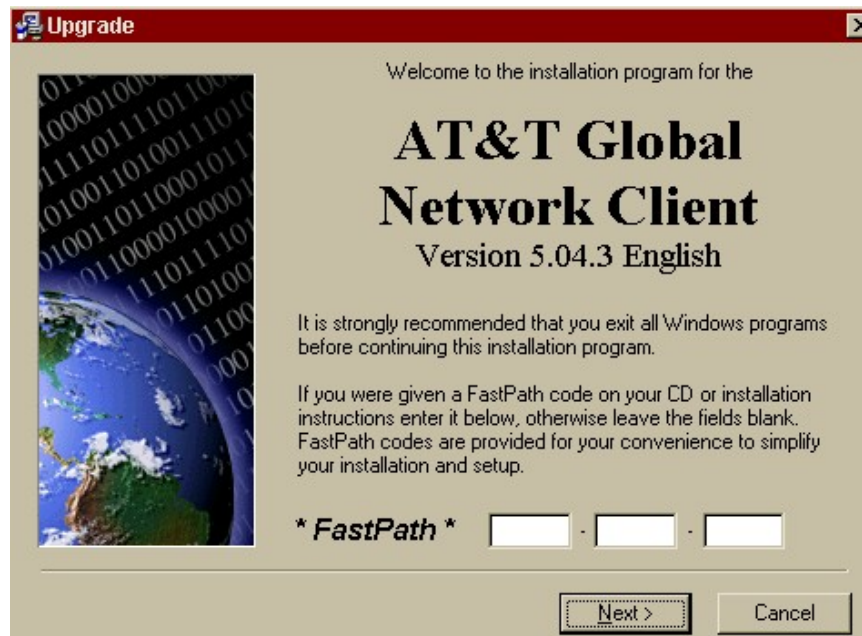 Upgrade
Welcome to the installation program for the
AT&T Global
Network Client
Version 5.04.3 English
It is strongly recommended that you exit all Windows programs
before continuing this installation program.
If you were given a FastPath code on your CD or installation
instructions enter it below, otherwise leave the fields blank.
FastPath codes are provided for your convenience to simplify
your installation and setup.
* FastPath * - -
Next > Cancel